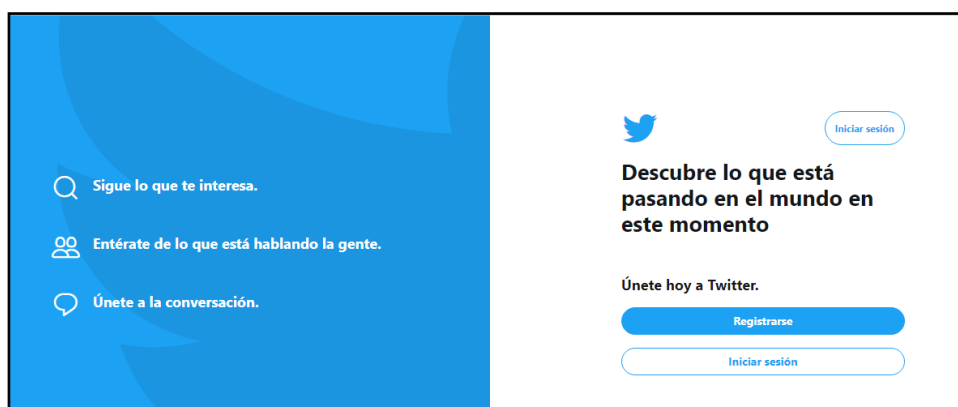 Sigue lo que te interesa.
Entérate de lo que está hablando la gente.
Únete a la conversación.
Iniciar sesión
Descubre lo que está
pasando en el mundo en
este momento
Únete hoy a Twitter.
Registrarse
Iniciar sesión